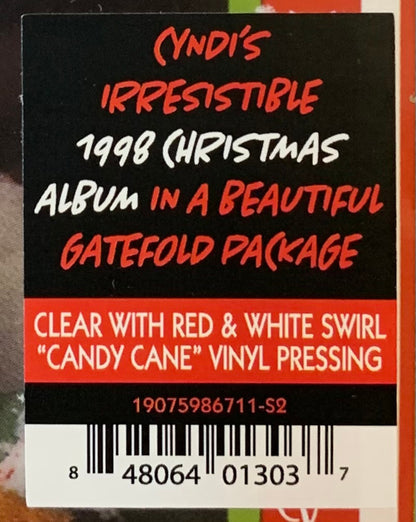 CYNDI'S
IRRESISTIBLE
1998 CHRISTMAS
ALBUM IN A BEAUTIFUL
GATEFOLD PACKAGE
CLEAR WITH RED & WHITE SWIRL
"CANDY CANE" VINYL PRESSING
19075986711-S2
8 48064 01303 7